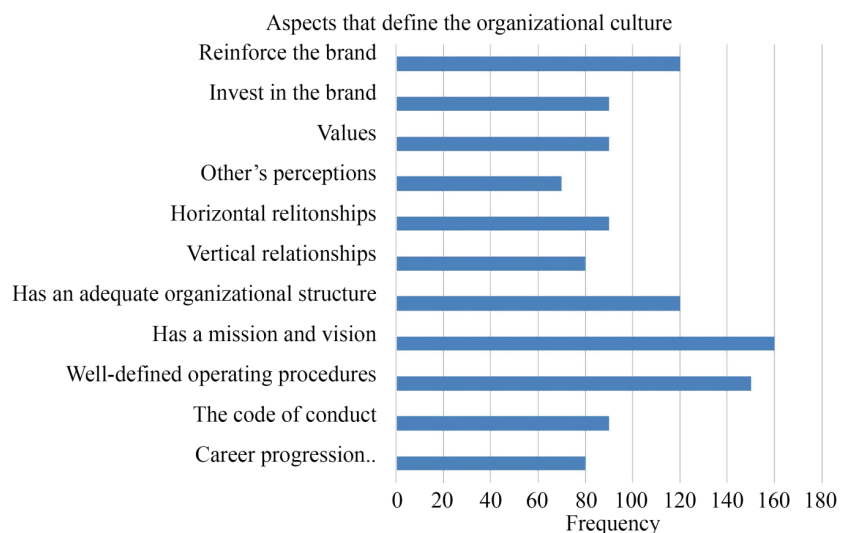 Aspects that define the organizational culture
Reinforce the brand
Invest in the brand
Values
Other's perceptions
Horizontal relitonships
Vertical relationships
Has an adequate organizational structure
Has a mission and vision
Well-defined operating procedures
The code of conduct
Career progression..
0 20 40 60 80 100 120 140 160 180
Frequency